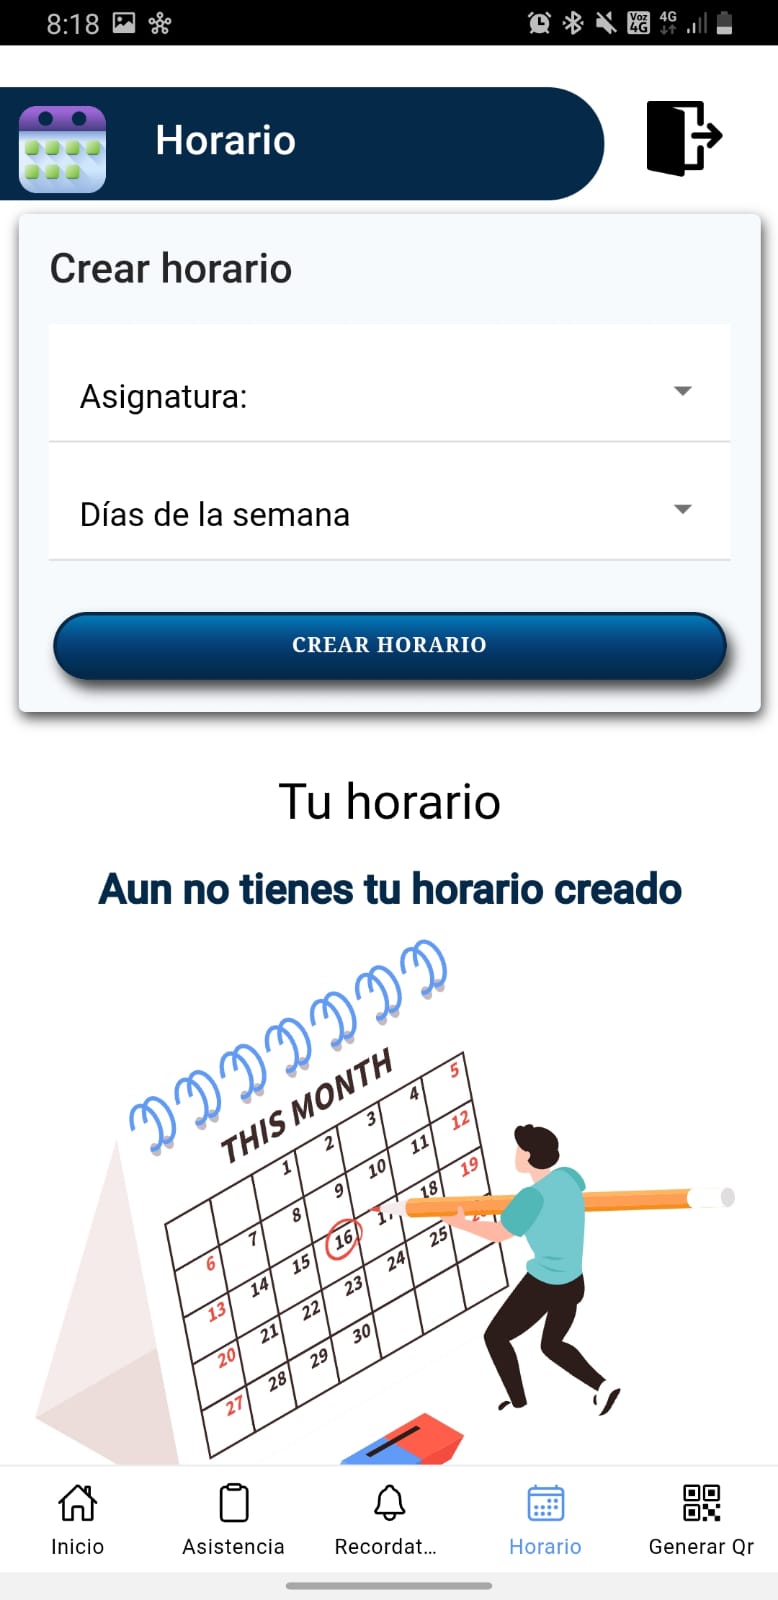 8:18
Voz 4G 4G
Horario
Crear horario
Asignatura:
Días de la semana
CREAR HORARIO
Tu horario
Aun no tienes tu horario creado
THIS MONTH
1 2 3 4 5
6 7 8 9 10 11 12
13 14 15 16 17 18 19
20 21 22 23 24 25
27 28 29 30
Inicio
Asistencia
Recordat...
Horario
Generar Qr